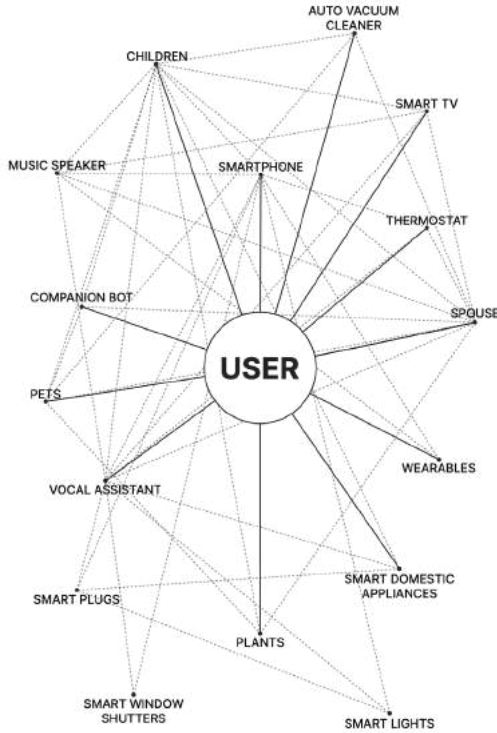 AUTO VACUUM
CLEANER
CHILDREN
SMART TV
MUSIC SPEAKER
SMARTPHONE
THERMOSTAT
COMPANION BOT
SPOUSE
USER
PETS
WEARABLES
VOCAL ASSISTANT
SMART DOMESTIC
APPLIANCES
SMART PLUGS
PLANTS
SMART WINDOW
SHUTTERS
SMART LIGHTS